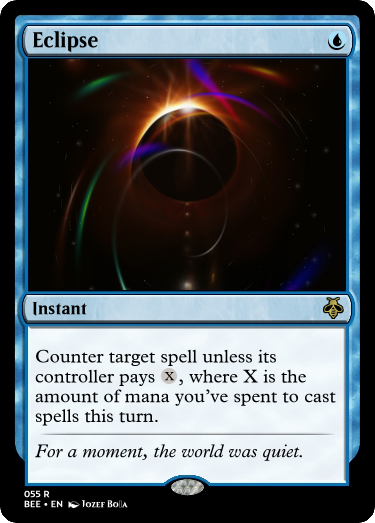 Eclipse
Instant
Counter target spell unless its
controller pays X, where X is the
amount of mana you’ve spent to cast
spells this turn.
For a moment, the world was quiet.
055 R
BEE • EN Jozef